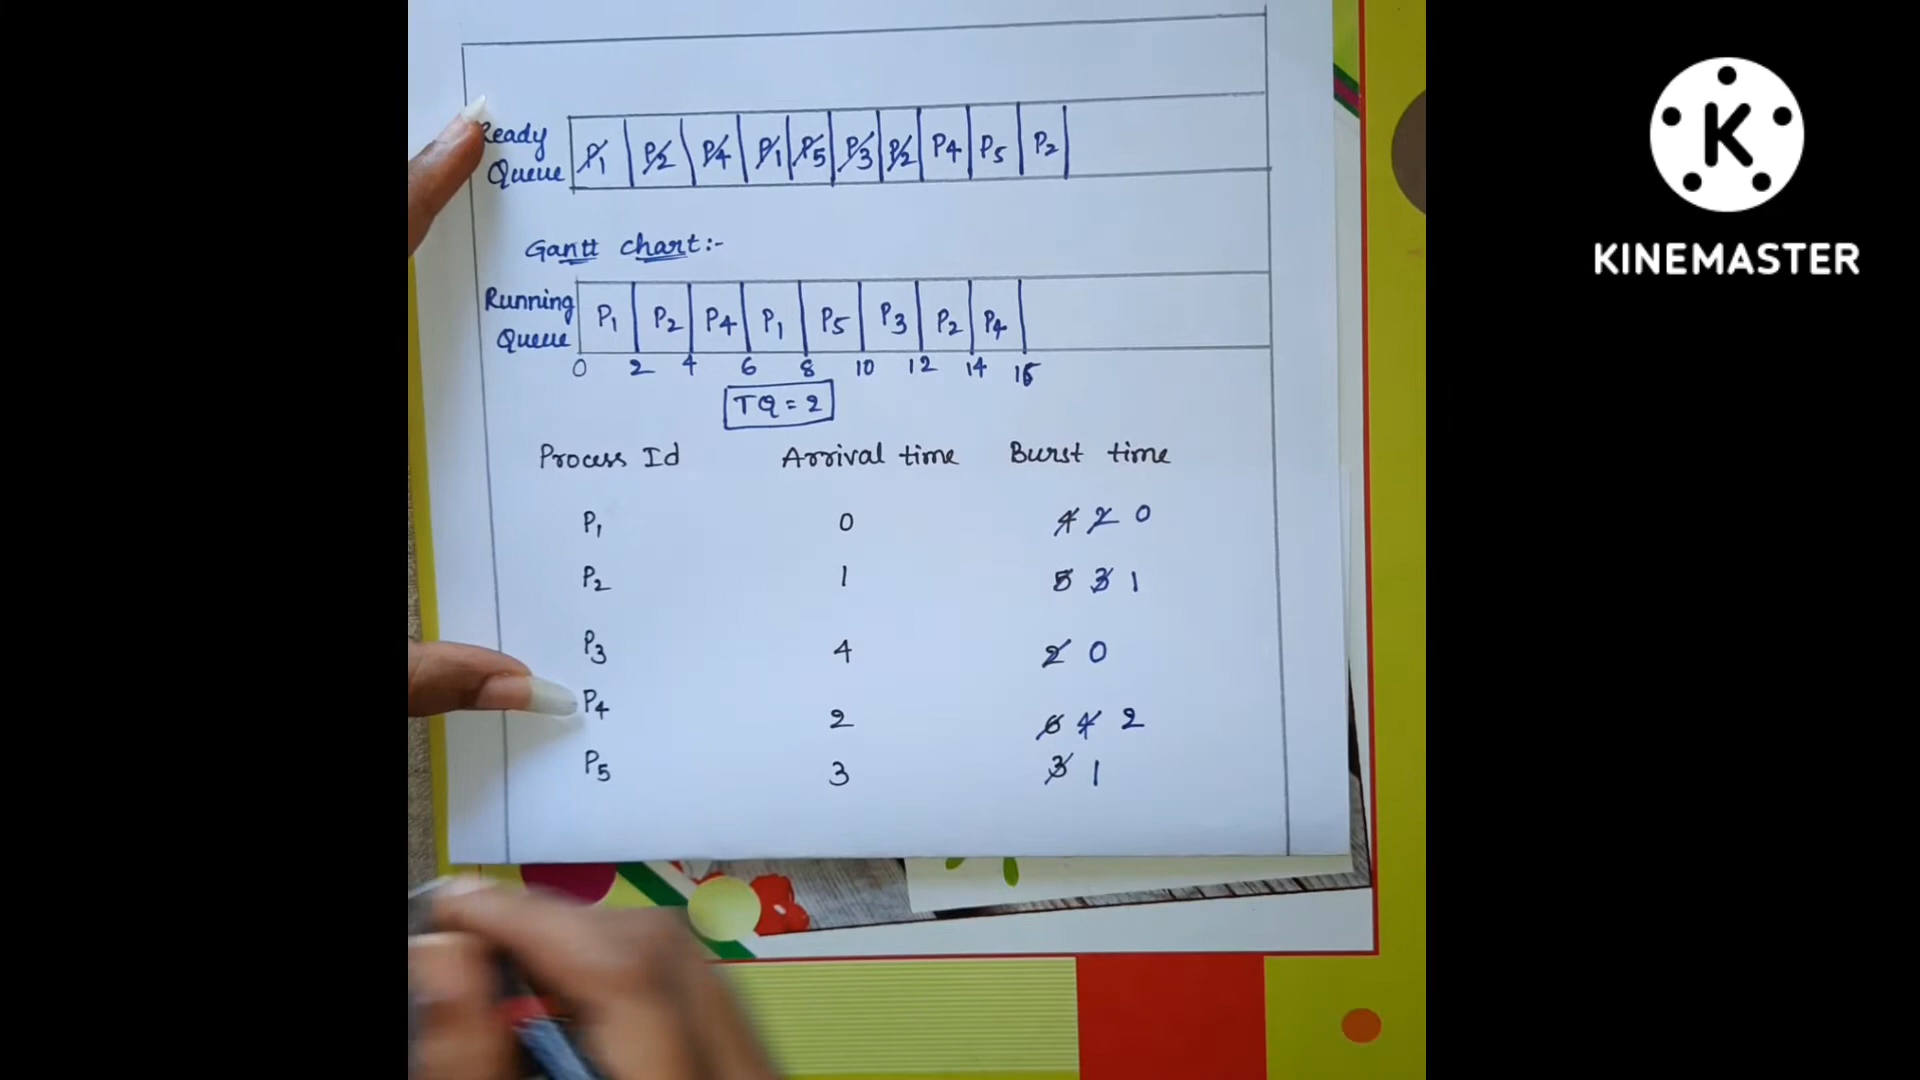 Ready Queue P1 P2 P4 P1 P5 P3 P2 P4 P5 P2
Gantt chart:-
Running Queue P1 P2 P4 P1 P5 P3 P2 P4
0 2 4 6 8 10 12 14 16
TQ = 2
Process Id Arrival time Burst time
P1 0 4 2 0
P2 1 5 3 1
P3 4 2 0
P4 2 6 4 2
P5 3 3 1
K
KINEMASTER